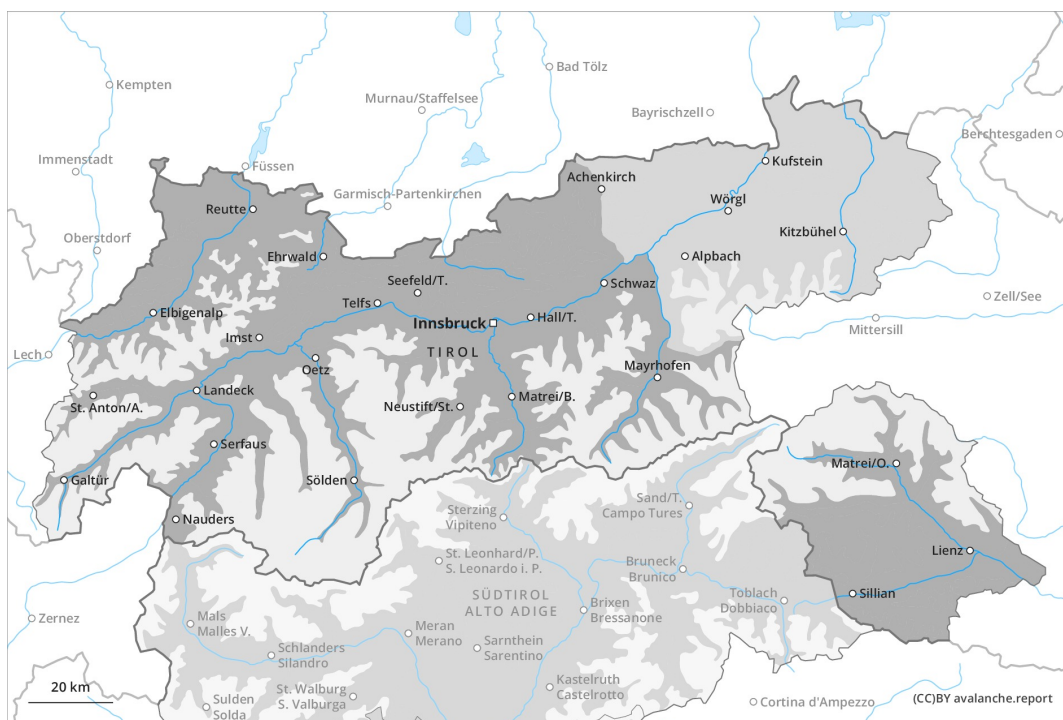 Kempten
Bad Tölz
Murnau/Staffelsee
Bayrischzell
Berchtesgaden
Immenstadt
Füssen
Kufstein
Achenkirch
Garmisch-Partenkirchen
Wörgl
Reutte
Kitzbühel
Oberstdorf
Ehrwald
Alpbach
Seefeld/T.
Schwaz
Zell/See
Telfs
Elbigenalp
Innsbruck
Hall/T.
Mittersill
Imst
TIROL
Lech
Oetz
Mayrhofen
Landeck
St. Anton/A.
Neustift/St.
Matrei/B.
Serfaus
Matrei/O.
Galtür
Sölden
Sand/T.
Campo Tures
Sterzing
Vipiteno
Nauders
Lienz
St. Leonhard/P.
S. Leonardo i. P.
Bruneck
Brunico
Sillian
SÜDTIROL
ALTO ADIGE
Toblach
Dobbiaco
Brixen
Bressanone
Zernez
Mals
Malles V.
Meran
Merano
Sarnthein
Sarentino
Schlanders
Silandro
20 km
St. Walburg
S. Valburga
Kastelruth
Castelrotto
Sulden
Solda
Cortina d'Ampezzo
(CC)BY avalanche.report